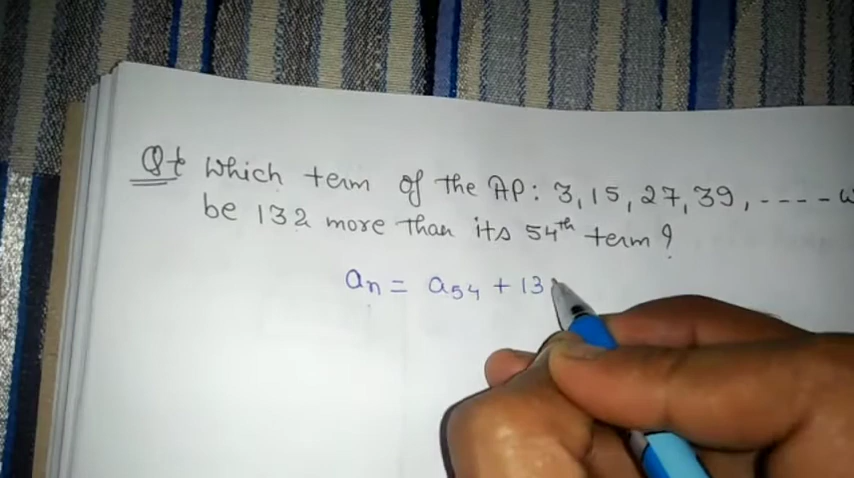 Qt Which term of the AP: 3, 15, 27, 39, ----
be 132 more than its 54th term?
an = a54 + 13